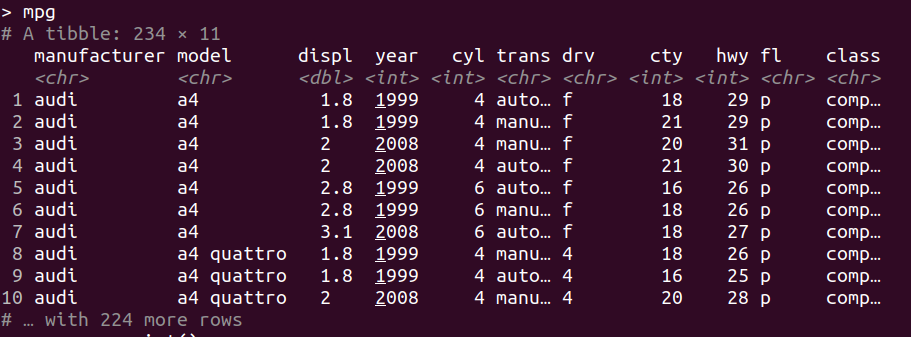 > mpg
# A tibble: 234 × 11
   manufacturer model      displ  year   cyl trans drv     cty   hwy fl    class
   <chr>        <chr>      <dbl> <int> <int> <chr> <chr> <int> <int> <chr> <chr>
 1 audi         a4           1.8  1999     4 auto… f        18    29 p     comp…
 2 audi         a4           1.8  1999     4 manu… f        21    29 p     comp…
 3 audi         a4           2    2008     4 manu… f        20    31 p     comp…
 4 audi         a4           2    2008     4 auto… f        21    30 p     comp…
 5 audi         a4           2.8  1999     6 auto… f        16    26 p     comp…
 6 audi         a4           2.8  1999     6 manu… f        18    26 p     comp…
 7 audi         a4           3.1  2008     6 auto… f        18    27 p     comp…
 8 audi         a4 quattro   1.8  1999     4 manu… 4        18    26 p     comp…
 9 audi         a4 quattro   1.8  1999     4 auto… 4        16    25 p     comp…
10 audi         a4 quattro   2    2008     4 manu… 4        20    28 p     comp…
# … with 224 more rows